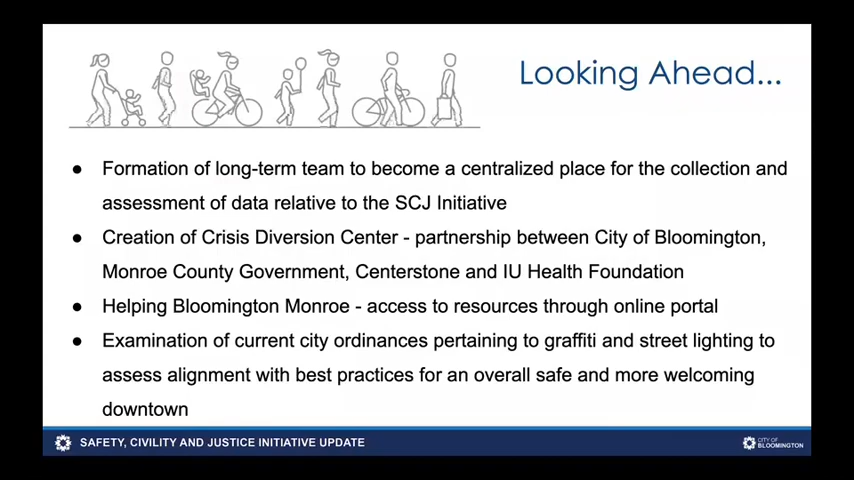 Looking Ahead...
● Formation of long-term team to become a centralized place for the collection and
assessment of data relative to the SCJ Initiative
● Creation of Crisis Diversion Center - partnership between City of Bloomington,
Monroe County Government, Centerstone and IU Health Foundation
● Helping Bloomington Monroe - access to resources through online portal
● Examination of current city ordinances pertaining to graffiti and street lighting to
assess alignment with best practices for an overall safe and more welcoming
downtown
SAFETY, CIVILITY AND JUSTICE INITIATIVE UPDATE
CITY OF
BLOOMINGTON